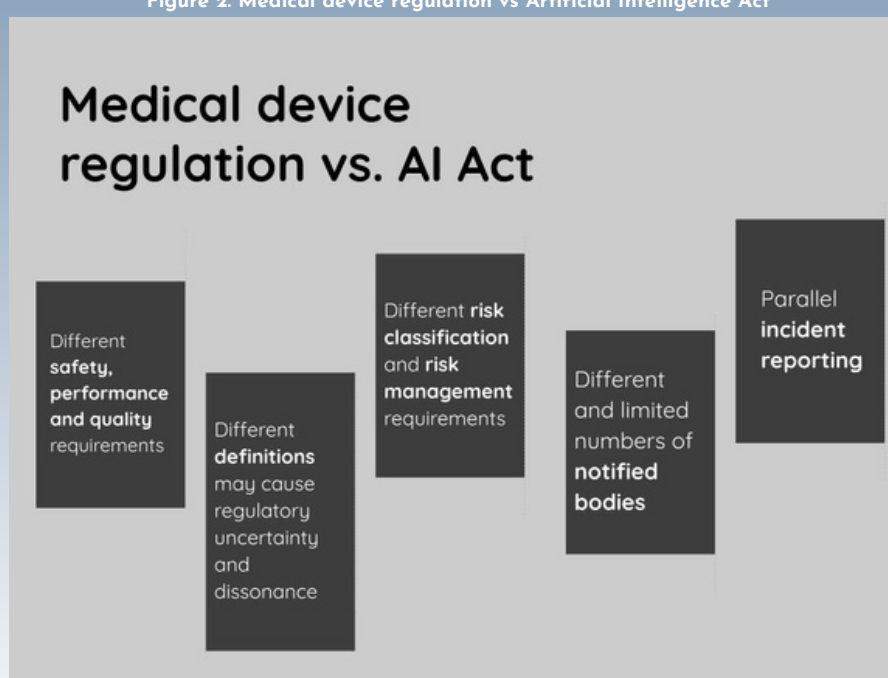 Figure 2. Medical device regulation vs Artificial Intelligence Act
Medical device
regulation vs. AI Act
Different
safety,
performance
and quality
requirements
Different
definitions
may cause
regulatory
uncertainty
and
dissonance
Different risk
classification
and risk
management
requirements
Different
and limited
numbers of
notified
bodies
Parallel
incident
reporting